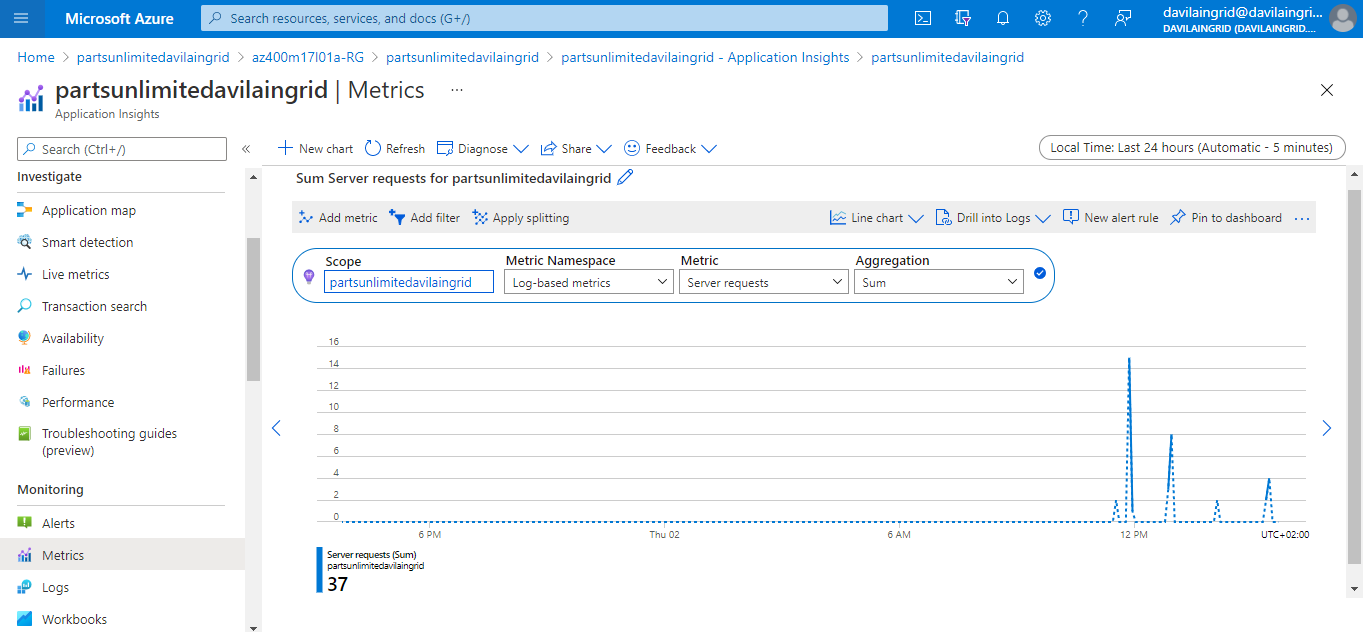 Microsoft Azure
Search resources, services, and docs (G+/)
davilaingrid@davilaingri...
DAVILAINGRID (DAVILAINGRID....
Home > partsunlimitedavilaingrid > az400m17l01a-RG > partsunlimitedavilaingrid > partsunlimitedavilaingrid - Application Insights > partsunlimitedavilaingrid
partsunlimitedavilaingrid | Metrics ...
Application Insights
Search (Ctrl+/)
«
Investigate
Application map
Smart detection
Live metrics
Transaction search
Availability
Failures
Performance
Troubleshooting guides
(preview)
Monitoring
Alerts
Metrics
Logs
Workbooks
New chart Refresh Diagnose Share Feedback
Local Time: Last 24 hours (Automatic - 5 minutes)
Sum Server requests for partsunlimitedavilaingrid
Add metric Add filter Apply splitting Line chart Drill into Logs New alert rule Pin to dashboard ...
Scope Metric Namespace Metric Aggregation
partsunlimitedavilaingrid Log-based metrics Server requests Sum
16
14
12
10
8
6
4
2
0
6 PM Thu 02 6 AM 12 PM UTC+02:00
Server requests (Sum)
partsunlimitedavilaingrid
37